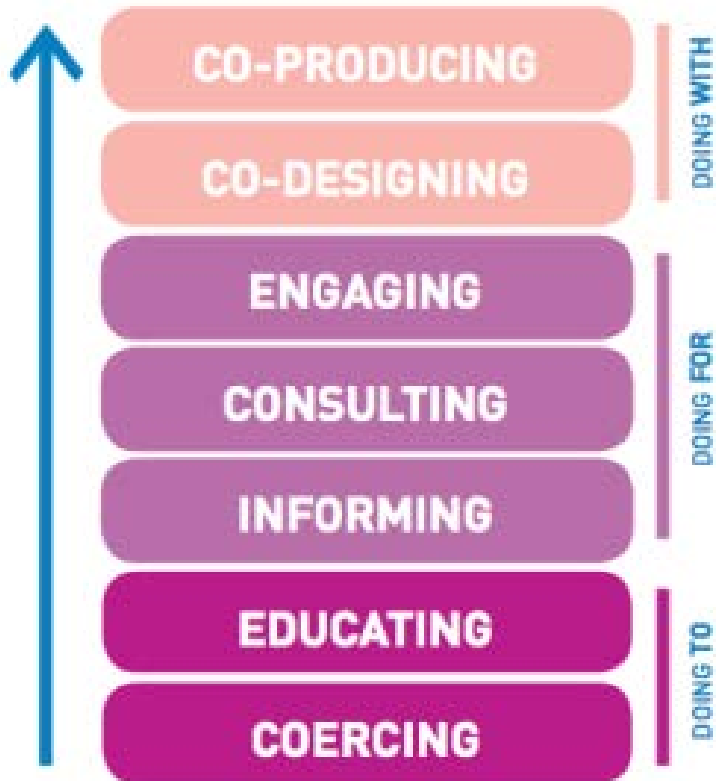 CO-PRODUCING
CO-DESIGNING
DOING WITH
ENGAGING
CONSULTING
INFORMING
DOING FOR
EDUCATING
COERCING
DOING TO